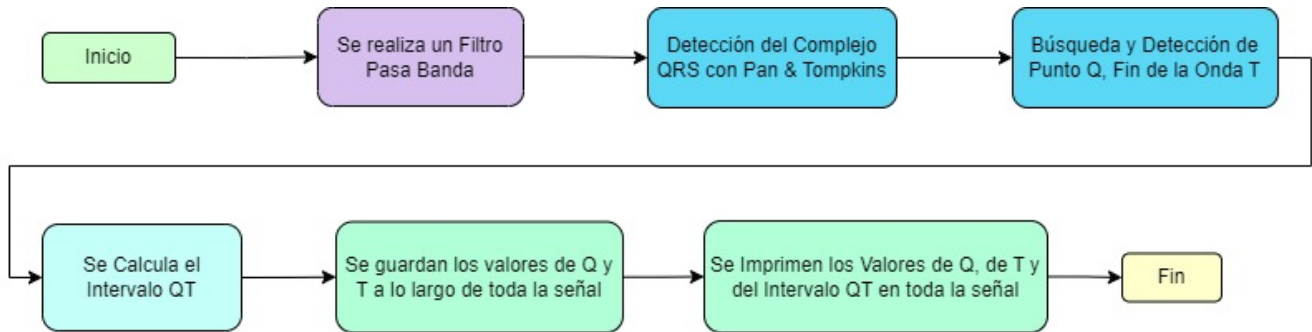 Inicio
Se realiza un Filtro
Pasa Banda
Detección del Complejo
QRS con Pan & Tompkins
Búsqueda y Detección de
Punto Q, Fin de la Onda T
Se Calcula el
Intervalo QT
Se guardan los valores de Q y
T a lo largo de toda la señal
Se Imprimen los Valores de Q, de T y
del Intervalo QT en toda la señal
Fin